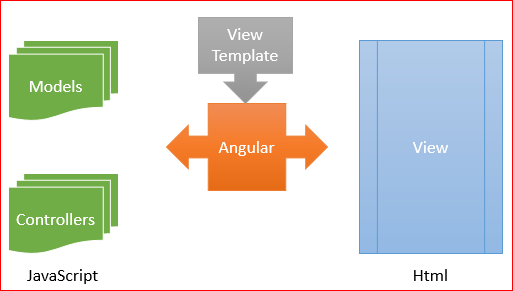 View
Template
Models
Angular
View
Controllers
JavaScript
Html